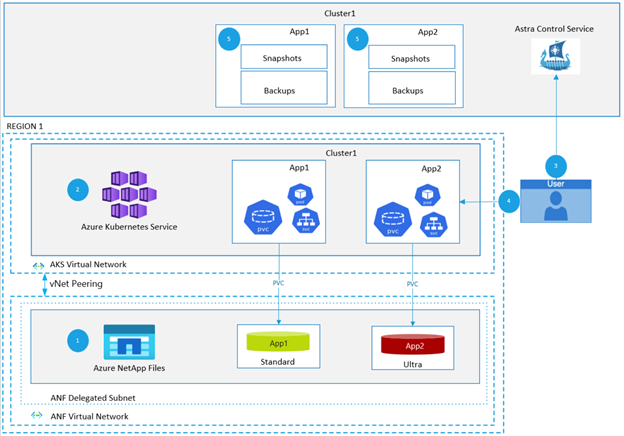 Cluster1
App1
App2
Astra Control Service
5
5
Snapshots
Snapshots
Backups
Backups
REGION 1
Cluster1
App1
App2
3
User
2
pod
pod
4
pvc
svc
pvc
svc
Azure Kubernetes Service
AKS Virtual Network
vNet Peering
PVC
PVC
1
App1
App2
Standard
Ultra
Azure NetApp Files
ANF Delegated Subnet
ANF Virtual Network